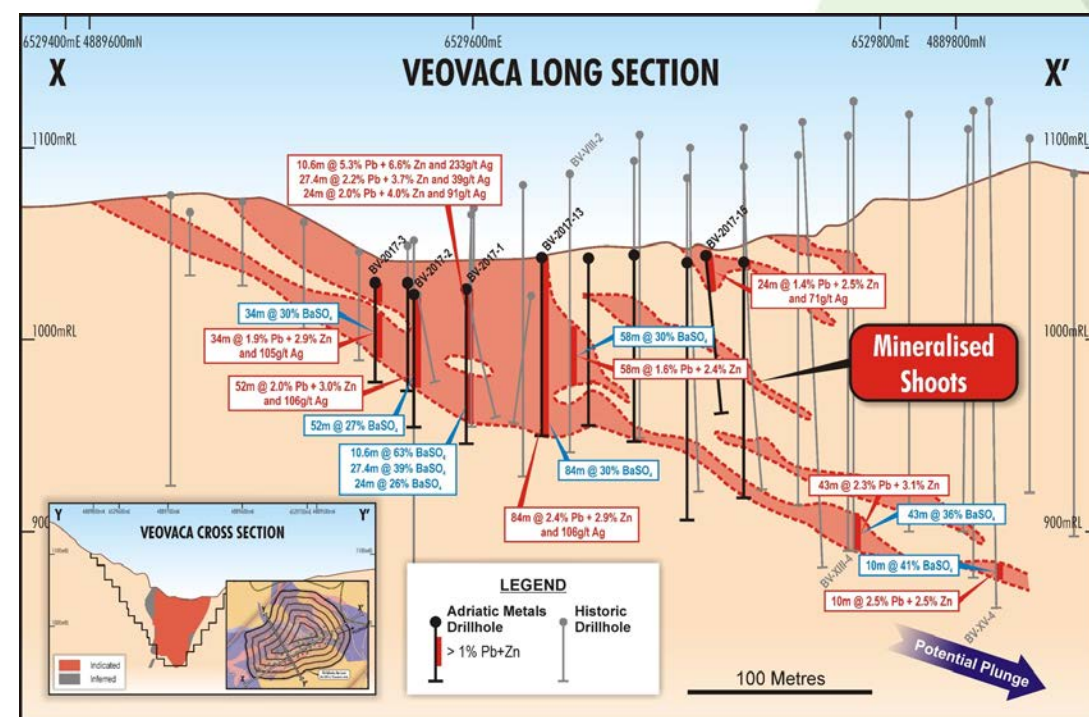 6529400mE 4889600mN
6529600mE
6529800mE 4889800mN
X
VEOVACA LONG SECTION
X'
1100mRL
1100mRL
BV-VIII-2
10.6m @ 5.3% Pb + 6.6% Zn and 233g/t Ag
27.4m @ 2.2% Pb + 3.7% Zn and 39g/t Ag
24m @ 2.0% Pb + 4.0% Zn and 91g/t Ag
BV-2017-3
BV-2017-2
BV-2017-1
BV-2017-13
BV-2017-15
24m @ 1.4% Pb + 2.5% Zn
and 71g/t Ag
34m @ 30% BaSO₄
1000mRL
1000mRL
34m @ 1.9% Pb + 2.9% Zn
and 105g/t Ag
58m @ 30% BaSO₄
58m @ 1.6% Pb + 2.4% Zn
Mineralised
Shoots
52m @ 2.0% Pb + 3.0% Zn
and 106g/t Ag
52m @ 27% BaSO₄
10.6m @ 63% BaSO₄
27.4m @ 39% BaSO₄
24m @ 26% BaSO₄
84m @ 30% BaSO₄
43m @ 2.3% Pb + 3.1% Zn
43m @ 36% BaSO₄
84m @ 2.4% Pb + 2.9% Zn
and 106g/t Ag
900
900mRL
10m @ 41% BaSO₄
BV-XIII-4
10m @ 2.5% Pb + 2.5% Zn
BV-XV-4
Potential Plunge
100 Metres
LEGEND
Adriatic Metals
Drillhole
Historic
Drillhole
> 1% Pb+Zn
Y
Y'
VEOVACA CROSS SECTION
Indicated
Inferred